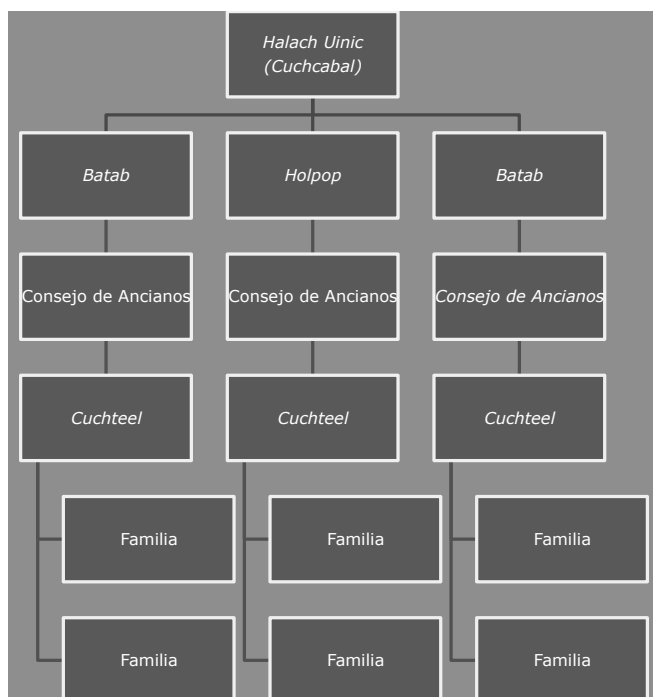 Halach Uinic
(Cuchcabal)
Batab
Holpop
Batab
Consejo de Ancianos
Consejo de Ancianos
Consejo de Ancianos
Cuchteel
Cuchteel
Cuchteel
Familia
Familia
Familia
Familia
Familia
Familia